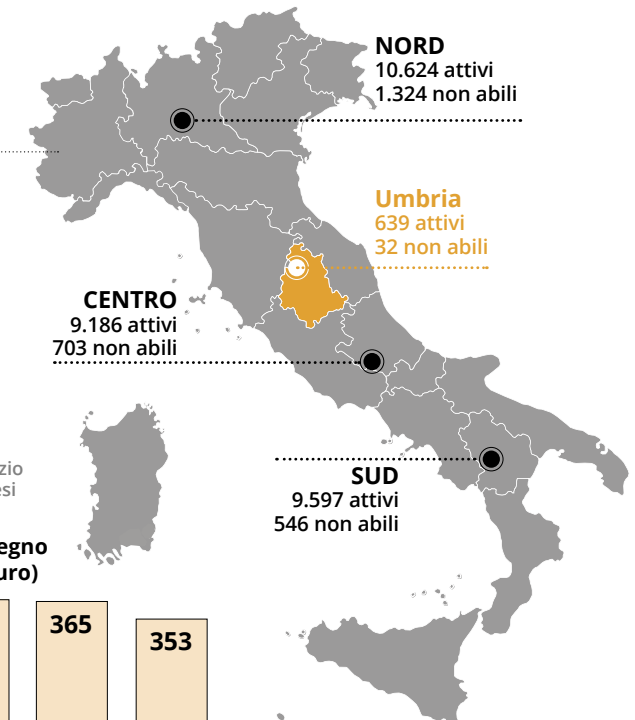 NORD
10.624 attivi
1.324 non abili
Umbria
639 attivi
32 non abili
CENTRO
9.186 attivi
703 non abili
SUD
9.597 attivi
546 non abili
365
353